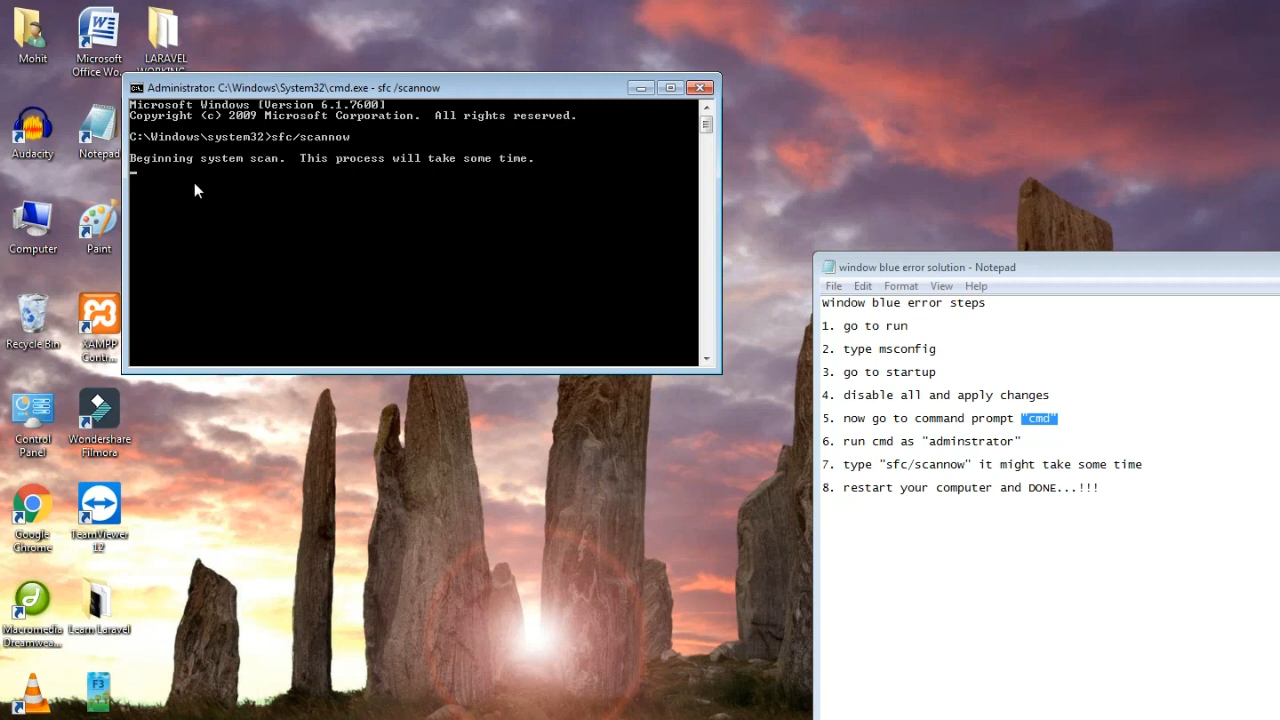 Mohit
Microsoft Office Wo...
LARAVEL WORKING
Audacity
Notepad
Computer
Paint
Recycle Bin
XAMPP Contr...
Control Panel
Wondershare Filmora
Google Chrome
TeamViewer 12
Macromedia Dreamwea...
Learn Laravel
F3
Administrator: C:\Windows\System32\cmd.exe - sfc /scannow
Microsoft Windows [Version 6.1.7600]
Copyright (c) 2009 Microsoft Corporation.  All rights reserved.
C:\Windows\system32>sfc/scannow
Beginning system scan.  This process will take some time.
window blue error solution - Notepad
File Edit Format View Help
Window blue error steps
1. go to run
2. type msconfig
3. go to startup
4. disable all and apply changes
5. now go to command prompt "cmd"
6. run cmd as "adminstrator"
7. type "sfc/scannow" it might take some time
8. restart your computer and DONE...!!!